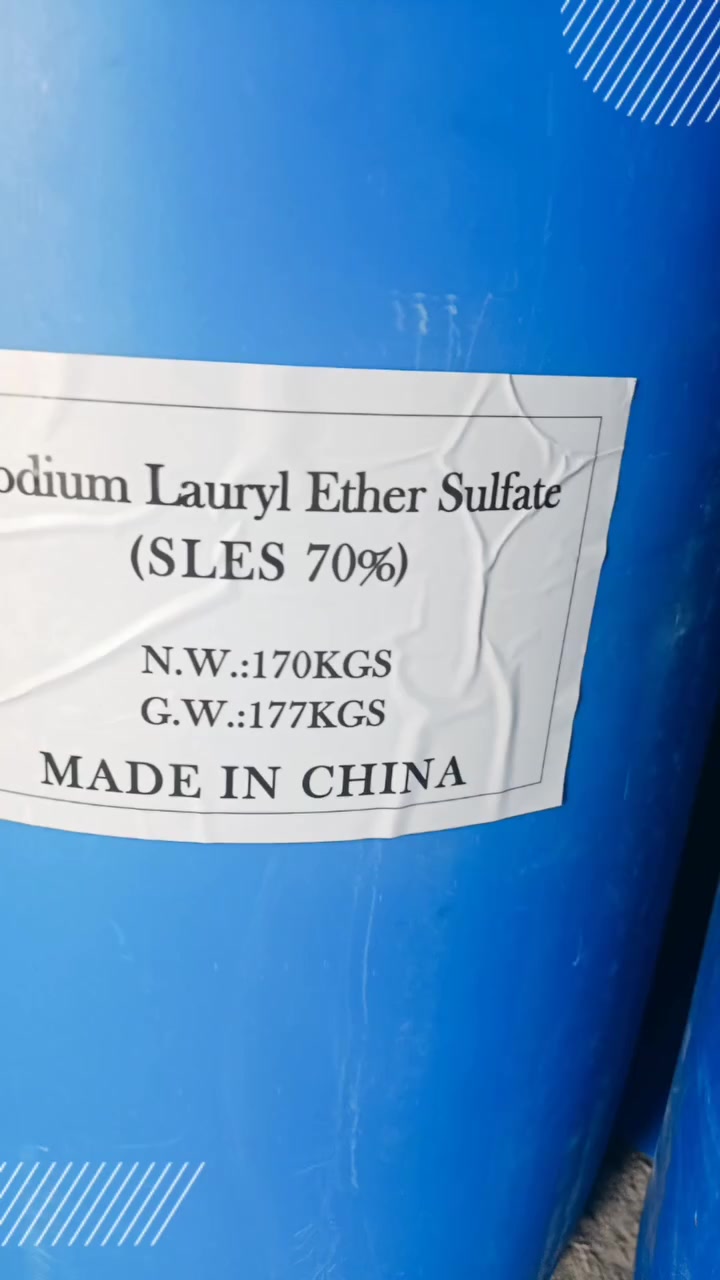 odium Lauryl Ether Sulfate
(SLES 70%)
N.W.:170KGS
G.W.:177KGS
MADE IN CHINA